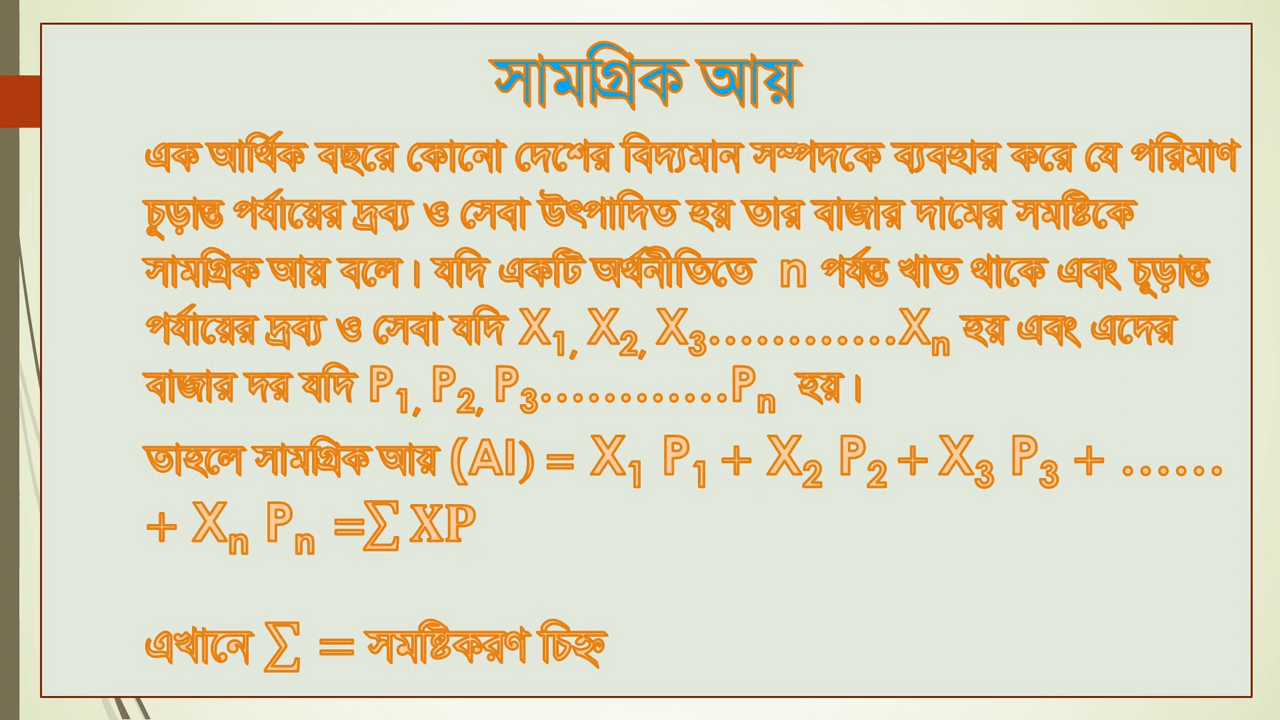 সামগ্রিক আয়
এক আর্থিক বছরে কোনো দেশের বিদ্যমান সম্পদকে ব্যবহার করে যে পরিমাণ
চূড়ান্ত পর্যায়ের দ্রব্য ও সেবা উৎপাদিত হয় তার বাজার দামের সমষ্টিকে
সামগ্রিক আয় বলে। যদি একটি অর্থনীতিতে n পর্যন্ত খাত থাকে এবং চূড়ান্ত
পর্যায়ের দ্রব্য ও সেবা যদি X₁, X₂, X₃............Xₙ হয় এবং এদের
বাজার দর যদি P₁, P₂, P₃............Pₙ হয়।
তাহলে সামগ্রিক আয় (AI) = X₁ P₁ + X₂ P₂ + X₃ P₃ + ......
+ Xₙ Pₙ =∑ XP
এখানে ∑ = সমষ্টিকরণ চিহ্ন